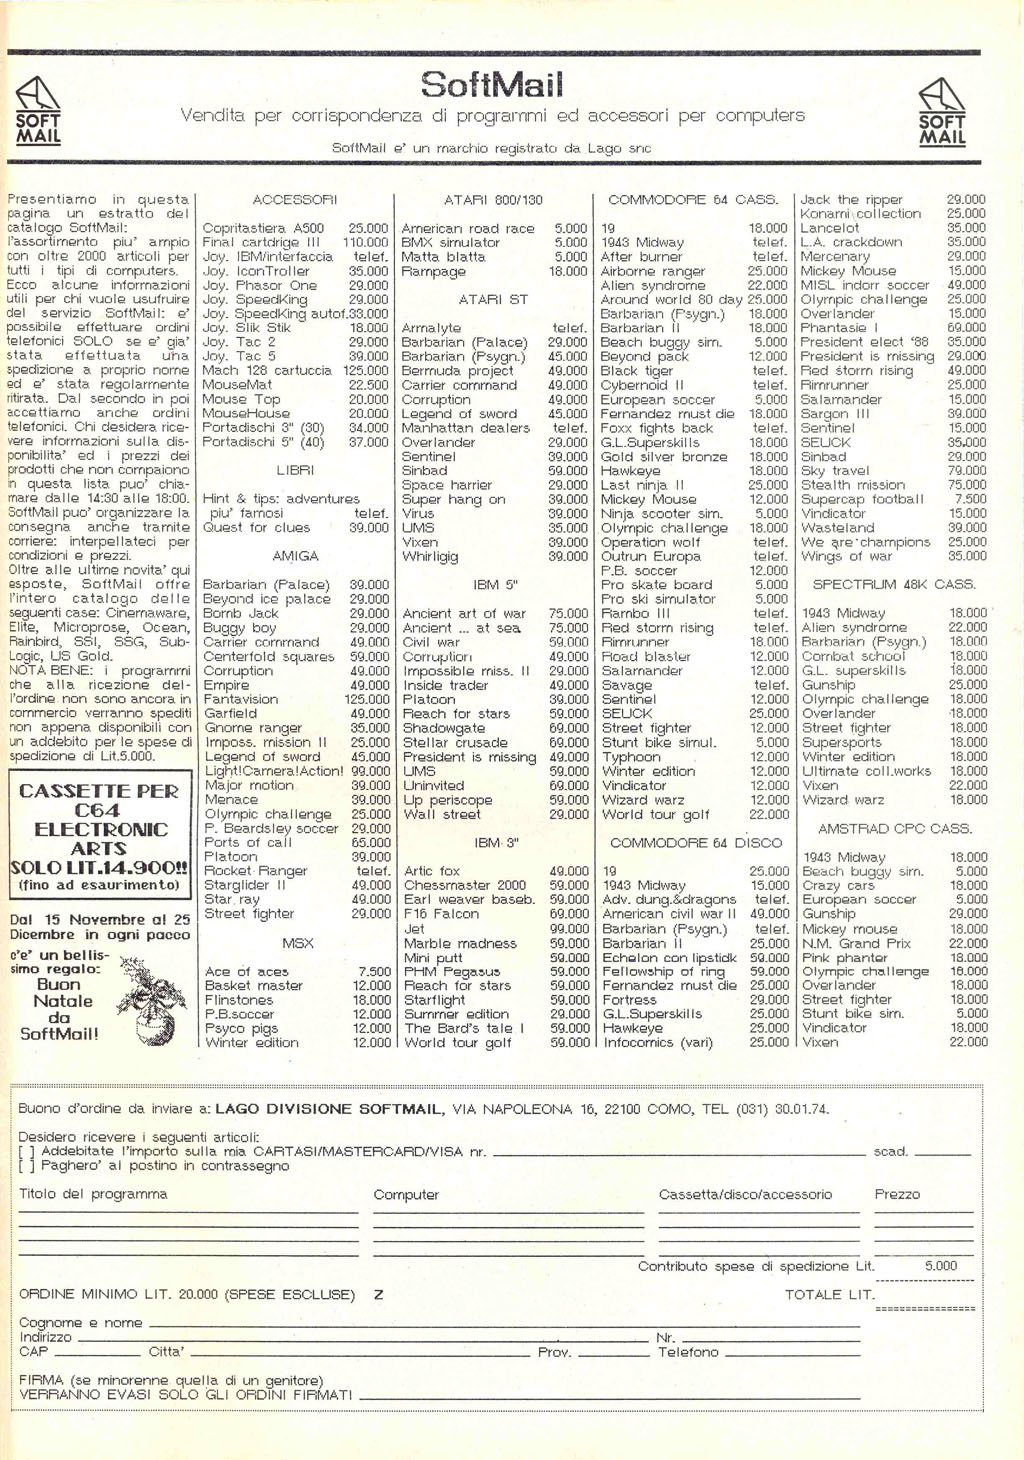 SoftMail
Vendita per corrispondenza di programmi ed accessori per computers
SoftMail e' un marchio registrato da Lago snc
SOFT
MAIL
SOFT
MAIL
Presentiamo in questa
pagina un estratto del
catalogo SoftMail:
l'assortimento piu' ampio
con oltre 2000 articoli per
tutti i tipi di computers.
Ecco alcune informazioni
utili per chi vuole usufruire
del servizio SoftMail: e'
possibile effettuare ordini
telefonici SOLO se e' gia'
stata effettuata una
spedizione a proprio nome
ed e' stata regolarmente
ritirata. Dal secondo in poi
accettiamo anche ordini
telefonici. Chi desidera rice-
vere informazioni sulla dis-
ponibilita' ed i prezzi dei
prodotti che non compaiono
in questa lista puo' chia-
mare dalle 14:30 alle 18:00.
SoftMail puo' organizzare la
consegna anche tramite
corriere: interpellateci per
condizioni e prezzi.
Oltre alle ultime novita' qui
esposte, SoftMail offre
l'intero catalogo delle
seguenti case: Cinemaware,
Elite, Microprose, Ocean,
Rainbird, SSI, SSG, Sub-
Logic, US Gold.
NOTA BENE: i programmi
che alla ricezione del-
l'ordine non sono ancora in
commercio verranno spediti
non appena disponibili con
un addebito per le spese di
spedizione di Lit.5.000.
CASSETTE PER
C64
ELECTRONIC
ARTS
SOLO LIT.14.900!!
(fino ad esaurimento)
Dal 15 Novembre al 25
Dicembre in ogni pacco
c'e' un bellis-
simo regalo:
Buon
Natale
da
SoftMail!
ACCESSORI
Copritastiera A500 25.000
Final cartdrige III 110.000
Joy. IBM/interfaccia telef.
Joy. IconTroller 35.000
Joy. Phasor One 29.000
Joy. SpeedKing 29.000
Joy. SpeedKing autof.33.000
Joy. Slik Stik 18.000
Joy. Tac 2 29.000
Joy. Tac 5 39.000
Mach 128 cartuccia 125.000
MouseMat 22.500
Mouse Top 20.000
MouseHouse 20.000
Portadischi 3" (30) 34.000
Portadischi 5" (40) 37.000
LIBRI
Hint & tips: adventures
piu' famosi telef.
Quest for clues 39.000
AMIGA
Barbarian (Palace) 39.000
Beyond ice palace 29.000
Bomb Jack 29.000
Buggy boy 29.000
Carrier command 49.000
Centerfold squares 59.000
Corruption 49.000
Empire 49.000
Fantavision 125.000
Garfield 49.000
Gnome ranger 35.000
Imposs. mission II 25.000
Legend of sword 45.000
Light!Camera!Action! 99.000
Major motion 39.000
Menace 39.000
Olympic challenge 25.000
P. Beardsley soccer 29.000
Ports of call 65.000
Platoon 39.000
Rocket Ranger telef.
Starglider II 49.000
Star ray 49.000
Street fighter 29.000
MSX
Ace of aces 7.500
Basket master 12.000
Flinstones 18.000
P.B.soccer 12.000
Psyco pigs 12.000
Winter edition 12.000
ATARI 800/130
American road race 5.000
BMX simulator 5.000
Matta blatta 5.000
Rampage 18.000
ATARI ST
Armalyte telef.
Barbarian (Palace) 29.000
Barbarian (Psygn.) 45.000
Bermuda project 49.000
Carrier command 49.000
Corruption 49.000
Legend of sword 45.000
Manhattan dealers telef.
Overlander 29.000
Sentinel 39.000
Sinbad 59.000
Space harrier 29.000
Super hang on 39.000
Virus 39.000
UMS 35.000
Vixen 39.000
Whirligig 39.000
IBM 5"
Ancient art of war 75.000
Ancient ... at sea 75.000
Civil war 59.000
Corruption 49.000
Impossible miss. II 29.000
Inside trader 49.000
Platoon 39.000
Reach for stars 59.000
Shadowgate 69.000
Stellar crusade 69.000
President is missing 49.000
UMS 59.000
Uninvited 69.000
Up periscope 59.000
Wall street 29.000
IBM 3"
Artic fox 49.000
Chessmaster 2000 59.000
Earl weaver baseb. 59.000
F16 Falcon 69.000
Jet 99.000
Marble madness 59.000
Mini putt 59.000
PHM Pegasus 59.000
Reach for stars 59.000
Starflight 59.000
Summer edition 29.000
The Bard's tale I 59.000
World tour golf 59.000
COMMODORE 64 CASS.
19 18.000
1943 Midway telef.
After burner telef.
Airborne ranger 25.000
Alien syndrome 22.000
Around world 80 day 25.000
Barbarian (Psygn.) 18.000
Barbarian II 18.000
Beach buggy sim. 5.000
Beyond pack 12.000
Black tiger telef.
Cybernoid II telef.
European soccer 5.000
Fernandez must die 18.000
Foxx fights back telef.
G.L.Superskills 18.000
Gold silver bronze 18.000
Hawkeye 18.000
Last ninja II 25.000
Mickey Mouse 12.000
Ninja scooter sim. 5.000
Olympic challenge 18.000
Operation wolf telef.
Outrun Europa telef.
P.B. soccer 12.000
Pro skate board 5.000
Pro ski simulator 5.000
Rambo III telef.
Red storm rising telef.
Rimrunner 18.000
Road blaster 12.000
Salamander 12.000
Savage telef.
Sentinel 12.000
SEUCK 25.000
Street fighter 12.000
Stunt bike simul. 5.000
Typhoon 12.000
Winter edition 12.000
Vindicator 12.000
Wizard warz 12.000
World tour golf 22.000
COMMODORE 64 DISCO
19 25.000
1943 Midway 15.000
Adv. dung.&dragons telef.
American civil war II 49.000
Barbarian (Psygn.) telef.
Barbarian II 25.000
Echelon con lipstidk 59.000
Fellowship of ring 59.000
Fernandez must die 25.000
Fortress 29.000
G.L.Superskills 25.000
Hawkeye 25.000
Infocomics (vari) 25.000
Jack the ripper 29.000
Konami collection 25.000
Lancelot 35.000
L.A. crackdown 35.000
Mercenary 29.000
Mickey Mouse 15.000
MISL indorr soccer 49.000
Olympic challenge 25.000
Overlander 15.000
Phantasie I 69.000
President elect '88 35.000
President is missing 29.000
Red storm rising 49.000
Rimrunner 25.000
Salamander 15.000
Sargon III 39.000
Sentinel 15.000
SEUCK 35.000
Sinbad 29.000
Sky travel 79.000
Stealth mission 75.000
Supercap football 7.500
Vindicator 15.000
Wasteland 39.000
We are champions 25.000
Wings of war 35.000
SPECTRUM 48K CASS.
1943 Midway 18.000
Alien syndrome 22.000
Barbarian (Psygn.) 18.000
Combat school 18.000
G.L. superskills 18.000
Gunship 25.000
Olympic challenge 18.000
Overlander 18.000
Street fighter 18.000
Supersports 18.000
Winter edition 18.000
Ultimate coll.works 18.000
Vixen 22.000
Wizard warz 18.000
AMSTRAD CPC CASS.
1943 Midway 18.000
Beach buggy sim. 5.000
Crazy cars 18.000
European soccer 5.000
Gunship 29.000
Mickey mouse 18.000
N.M. Grand Prix 22.000
Pink phanter 18.000
Olympic challenge 18.000
Overlander 18.000
Street fighter 18.000
Stunt bike sim. 5.000
Vindicator 18.000
Vixen 22.000
Buono d'ordine da inviare a: LAGO DIVISIONE SOFTMAIL, VIA NAPOLEONA 16, 22100 COMO, TEL (031) 30.01.74.
Desidero ricevere i seguenti articoli:
[ ] Addebitate l'importo sulla mia CARTASI/MASTERCARD/VISA nr. scad.
[ ] Paghero' al postino in contrassegno
Titolo del programma Computer Cassetta/disco/accessorio Prezzo
Contributo spese di spedizione Lit. 5.000
ORDINE MINIMO LIT. 20.000 (SPESE ESCLUSE) Z TOTALE LIT.
Cognome e nome
Indirizzo Nr.
CAP Citta' Prov. Telefono
FIRMA (se minorenne quella di un genitore)
VERRANNO EVASI SOLO GLI ORDINI FIRMATI